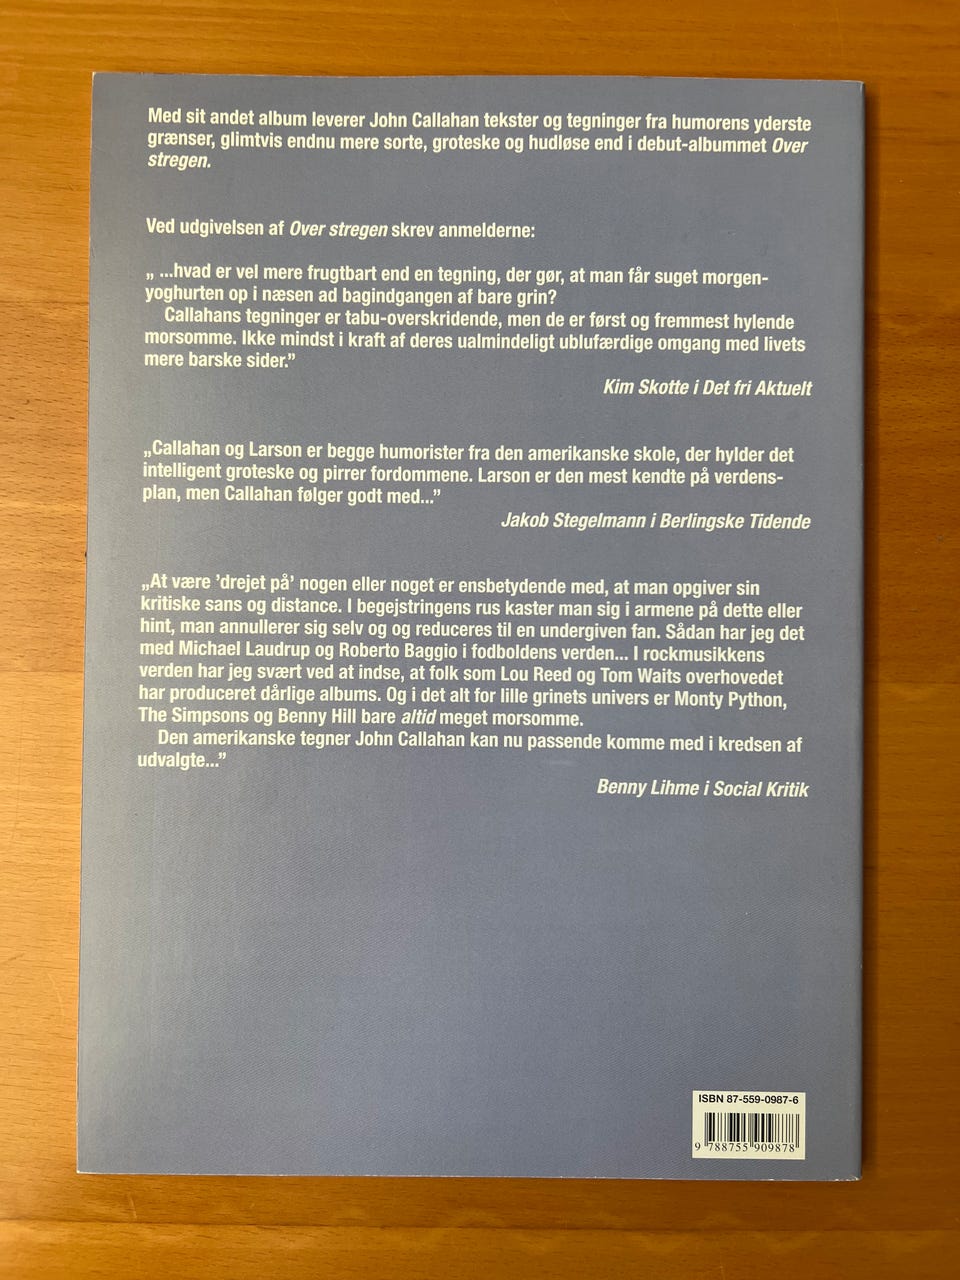 Med sit andet album leverer John Callahan tekster og tegninger fra humorens yderste
grænser, glimtvis endnu mere sorte, groteske og hudløse end i debut-albummet Over
stregen.
Ved udgivelsen af Over stregen skrev anmelderne:
„ ...hvad er vel mere frugtbart end en tegning, der gør, at man får suget morgen-
yoghurten op i næsen ad bagindgangen af bare grin?
Callahans tegninger er tabu-overskridende, men de er først og fremmest hylende
morsomme. Ikke mindst i kraft af deres ualmindeligt ublufærdige omgang med livets
mere barske sider.”
Kim Skotte i Det fri Aktuelt
„Callahan og Larson er begge humorister fra den amerikanske skole, der hylder det
intelligent groteske og pirrer fordommene. Larson er den mest kendte på verdens-
plan, men Callahan følger godt med...”
Jakob Stegelmann i Berlingske Tidende
„At være ’drejet på’ nogen eller noget er ensbetydende med, at man opgiver sin
kritiske sans og distance. I begejstringens rus kaster man sig i armene på dette eller
hint, man annullerer sig selv og og reduceres til en undergiven fan. Sådan har jeg det
med Michael Laudrup og Roberto Baggio i fodboldens verden... I rockmusikkens
verden har jeg svært ved at indse, at folk som Lou Reed og Tom Waits overhovedet
har produceret dårlige albums. Og i det alt for lille grinets univers er Monty Python,
The Simpsons og Benny Hill bare altid meget morsomme.
Den amerikanske tegner John Callahan kan nu passende komme med i kredsen af
udvalgte...”
Benny Lihme i Social Kritik
ISBN 87-559-0987-6
9 788755 909878